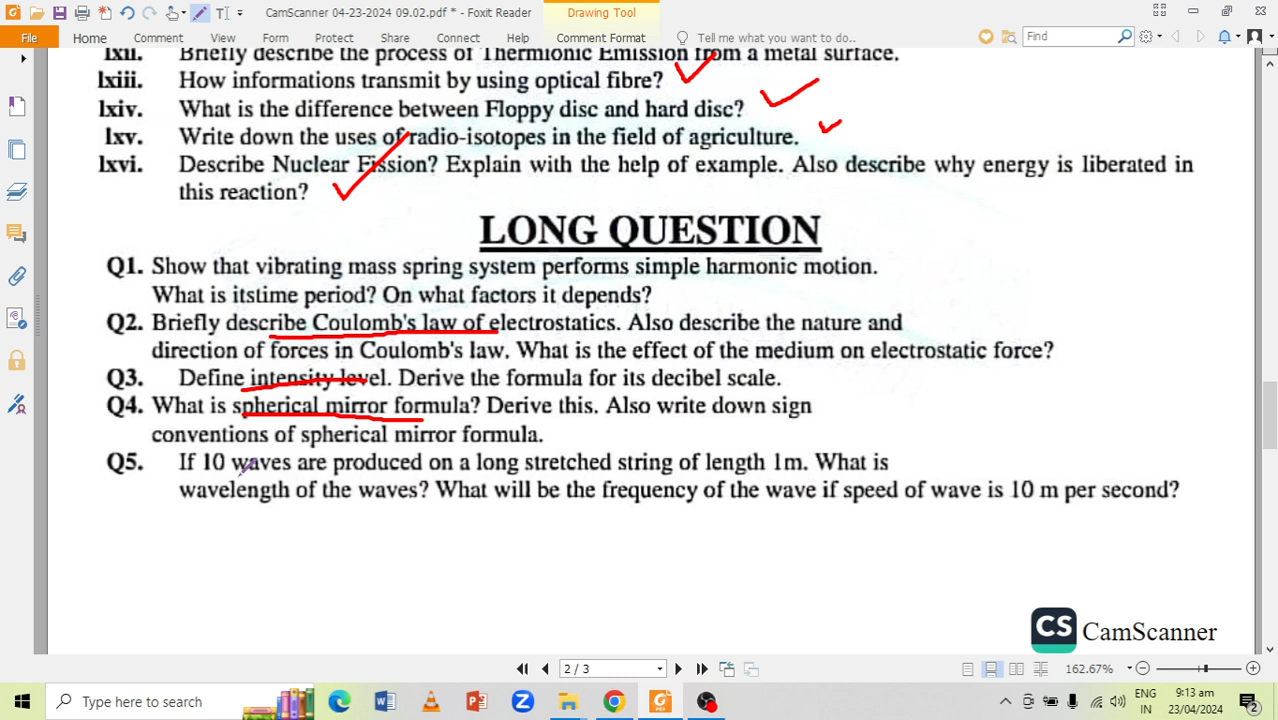 CamScanner 04-23-2024 09.02.pdf * - Foxit Reader
Drawing Tool
File Home Comment View Form Protect Share Connect Help Comment Format Tell me what you want to do.. Find
lxii. Briefly describe the process of Thermionic Emission from a metal surface.
lxiii. How informations transmit by using optical fibre?
lxiv. What is the difference between Floppy disc and hard disc?
lxv. Write down the uses of radio-isotopes in the field of agriculture.
lxvi. Describe Nuclear Fission? Explain with the help of example. Also describe why energy is liberated in
this reaction?
LONG QUESTION
Q1. Show that vibrating mass spring system performs simple harmonic motion.
What is itstime period? On what factors it depends?
Q2. Briefly describe Coulomb's law of electrostatics. Also describe the nature and
direction of forces in Coulomb's law. What is the effect of the medium on electrostatic force?
Q3. Define intensity level. Derive the formula for its decibel scale.
Q4. What is spherical mirror formula? Derive this. Also write down sign
conventions of spherical mirror formula.
Q5. If 10 waves are produced on a long stretched string of length 1m. What is
wavelength of the waves? What will be the frequency of the wave if speed of wave is 10 m per second?
CS CamScanner
2 / 3
162.67%
Type here to search
ENG
IN
9:13 am
23/04/2024
2